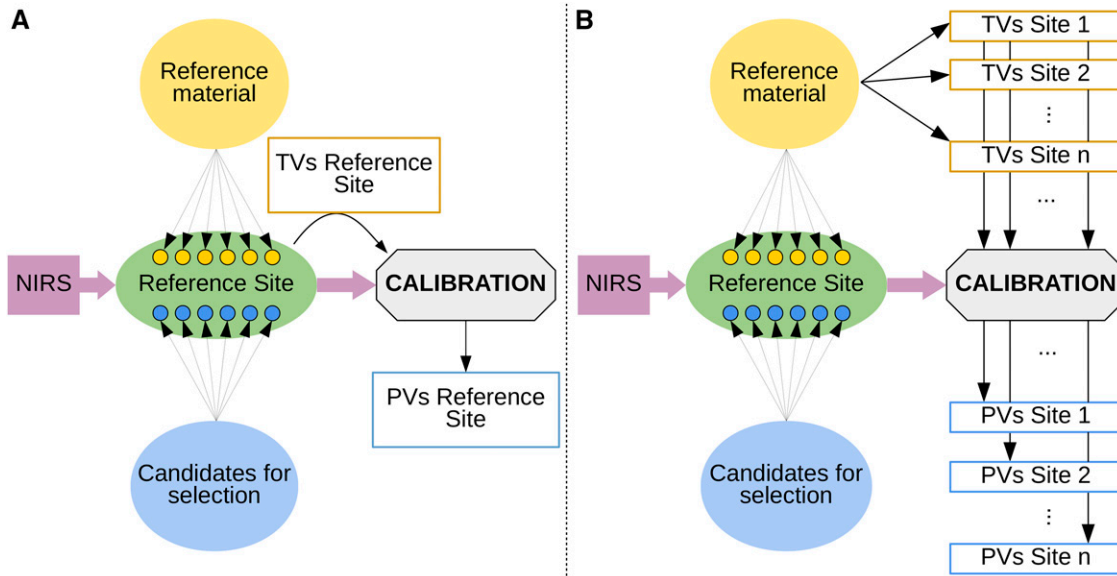 A
Reference
material
TVs Reference
Site
NIRS
Reference Site
CALIBRATION
PVs Reference
Site
Candidates for
selection
B
Reference
material
TVs Site 1
TVs Site 2
...
TVs Site n
...
NIRS
Reference Site
CALIBRATION
...
PVs Site 1
PVs Site 2
...
PVs Site n
Candidates for
selection